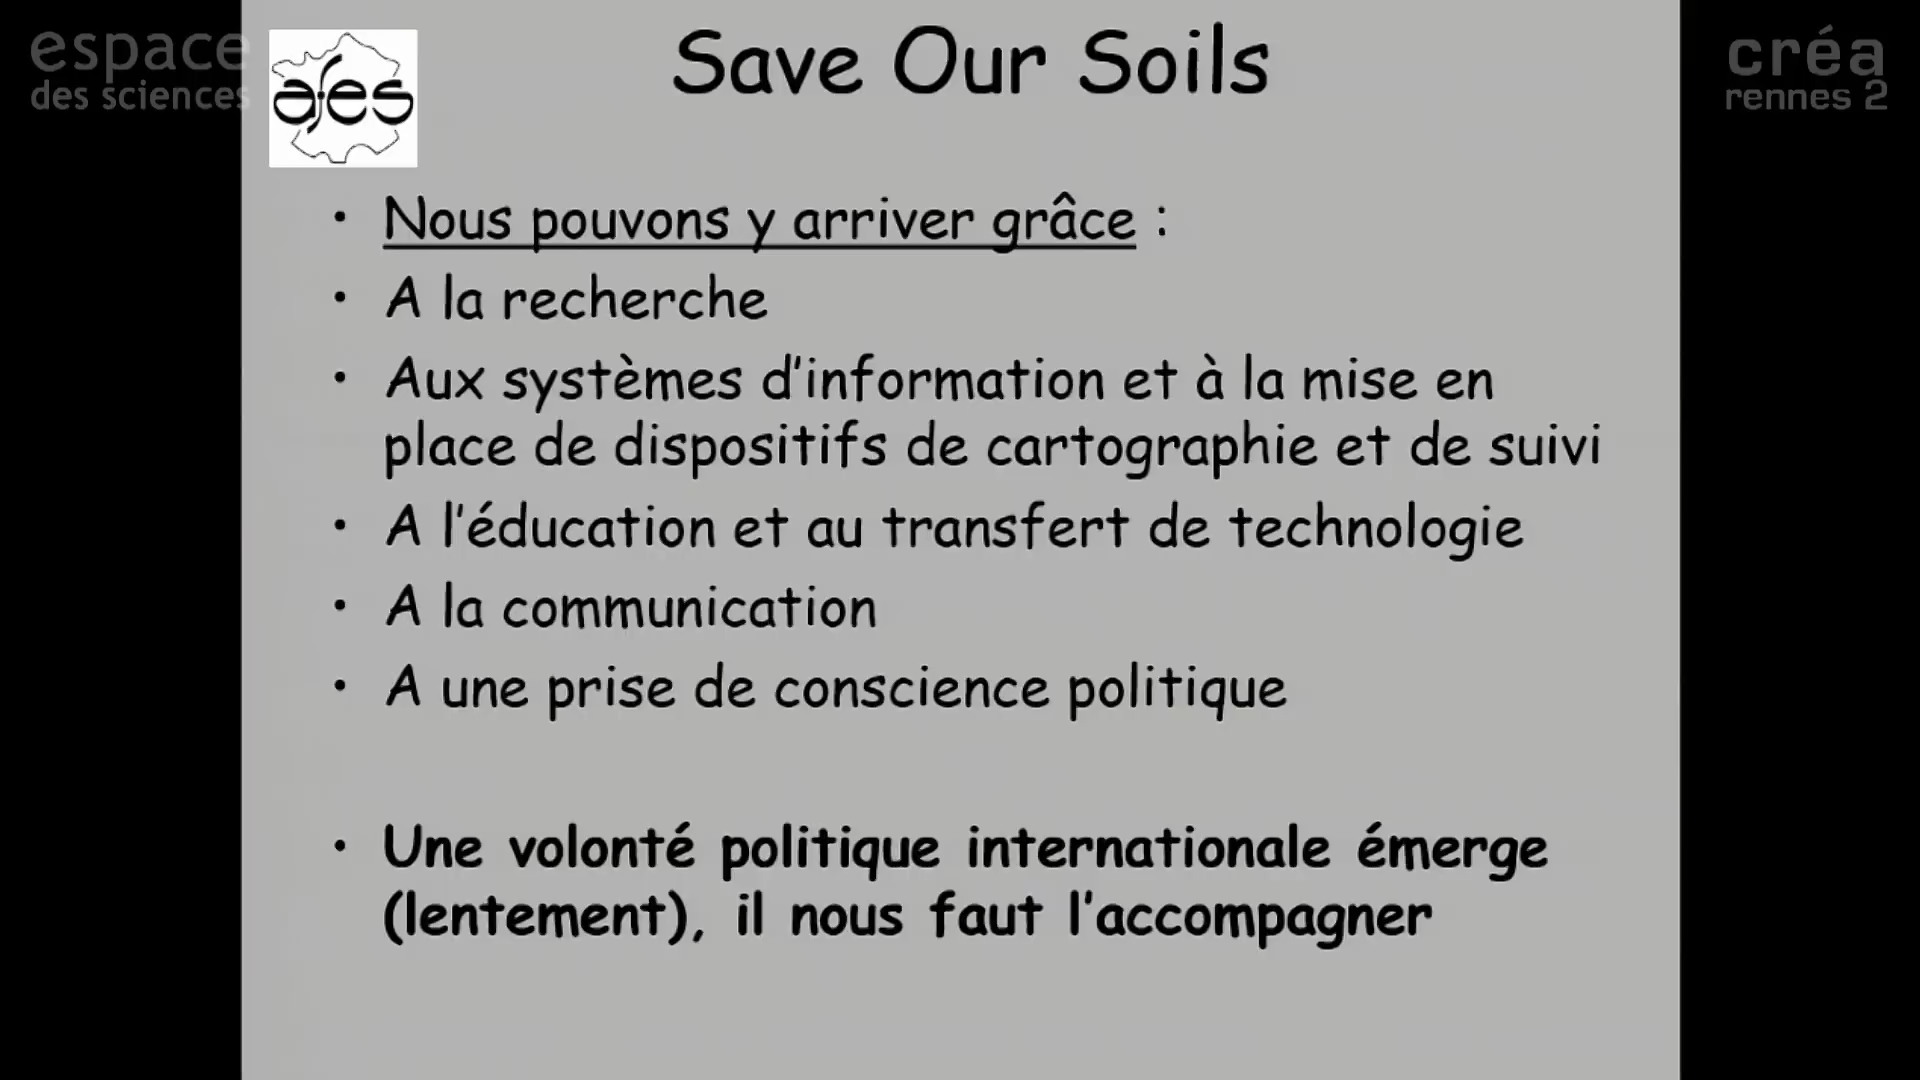 espace
des sciences
afes
créa
rennes 2
Save Our Soils
• Nous pouvons y arriver grâce :
• A la recherche
• Aux systèmes d'information et à la mise en
place de dispositifs de cartographie et de suivi
• A l'éducation et au transfert de technologie
• A la communication
• A une prise de conscience politique
• Une volonté politique internationale émerge
(lentement), il nous faut l'accompagner